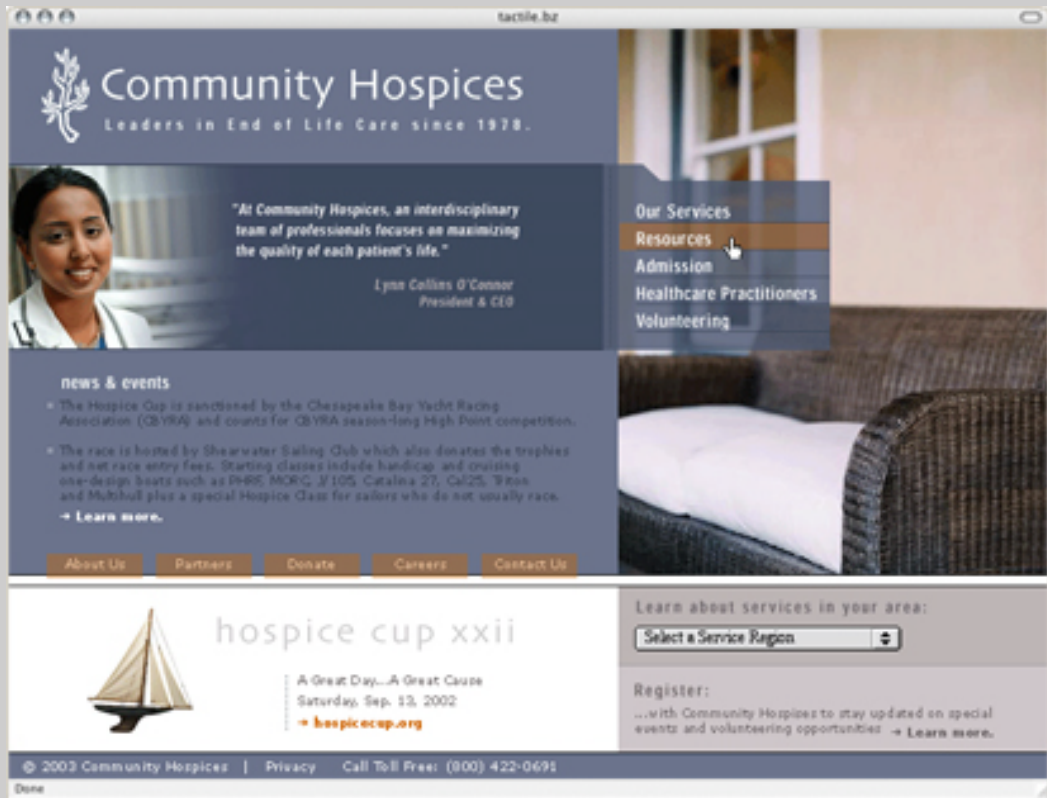 tactile.bz
Community Hospices
Leaders in End of Life Care since 1978.
"At Community Hospices, an interdisciplinary
team of professionals focuses on maximizing
the quality of each patient's life."
Lynn Collins O'Connor
President & CEO
Our Services
Resources
Admission
Healthcare Practitioners
Volunteering
news & events
The Hospice Cup is sanctioned by the Chesapeake Bay Yacht Racing
Association (CBYRA) and counts for CBYRA season-long High Point competition.
The race is hosted by Shearwater Sailing Club which also donates the trophies
and net race entry fees. Starting classes include handicap and cruising
one-design boats such as PHRF, MORC, J/105, Catalina 27, Cal25, Triton
and Multihull plus a special Hospice Class for sailors who do not usually race.
→ Learn more.
About Us
Partners
Donate
Careers
Contact Us
hospice cup xxii
A Great Day...A Great Cause
Saturday, Sep. 13, 2002
→ hospicecup.org
Learn about services in your area:
Select a Service Region
Register:
...with Community Hospices to stay updated on special
events and volunteering opportunities → Learn more.
© 2003 Community Hospices | Privacy Call Toll Free: (800) 422-0691
Done